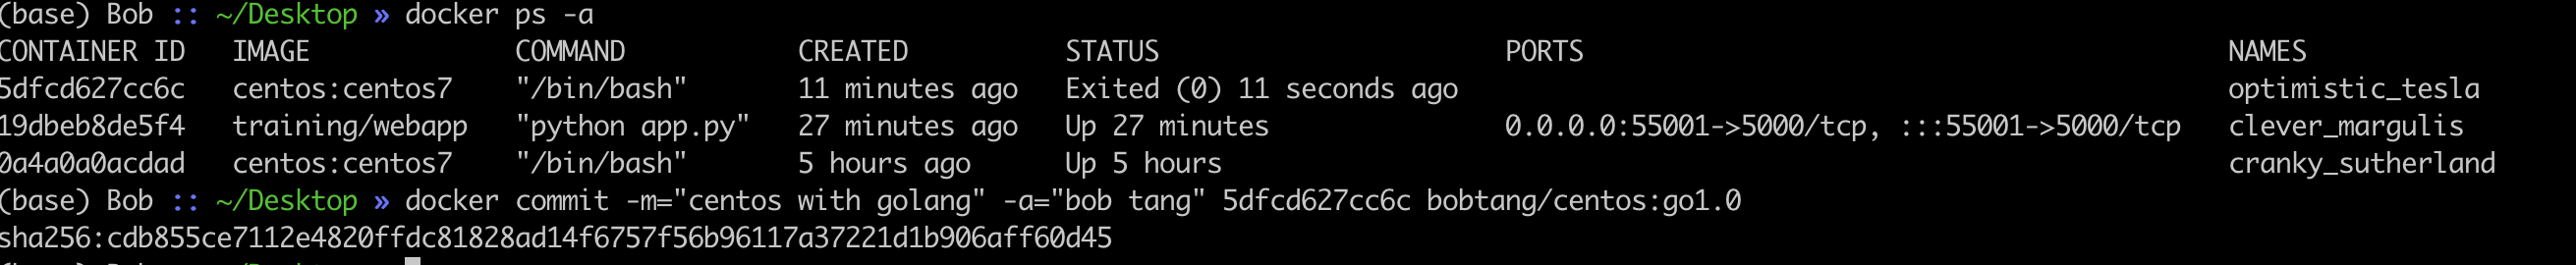 (base) Bob :: ~/Desktop » docker ps -a
CONTAINER ID   IMAGE             COMMAND           CREATED          STATUS                      PORTS                                         NAMES
5dfcd627cc6c   centos:centos7    "/bin/bash"       11 minutes ago   Exited (0) 11 seconds ago                                                 optimistic_tesla
19dbeb8de5f4   training/webapp   "python app.py"   27 minutes ago   Up 27 minutes               0.0.0.0:55001->5000/tcp, :::55001->5000/tcp   clever_margulis
0a4a0a0acdad   centos:centos7    "/bin/bash"       5 hours ago      Up 5 hours                                                                cranky_sutherland
(base) Bob :: ~/Desktop » docker commit -m="centos with golang" -a="bob tang" 5dfcd627cc6c bobtang/centos:go1.0
sha256:cdb855ce7112e4820ffdc81828ad14f6757f56b96117a37221d1b906aff60d45
(base) Bob :: ~/Desktop »